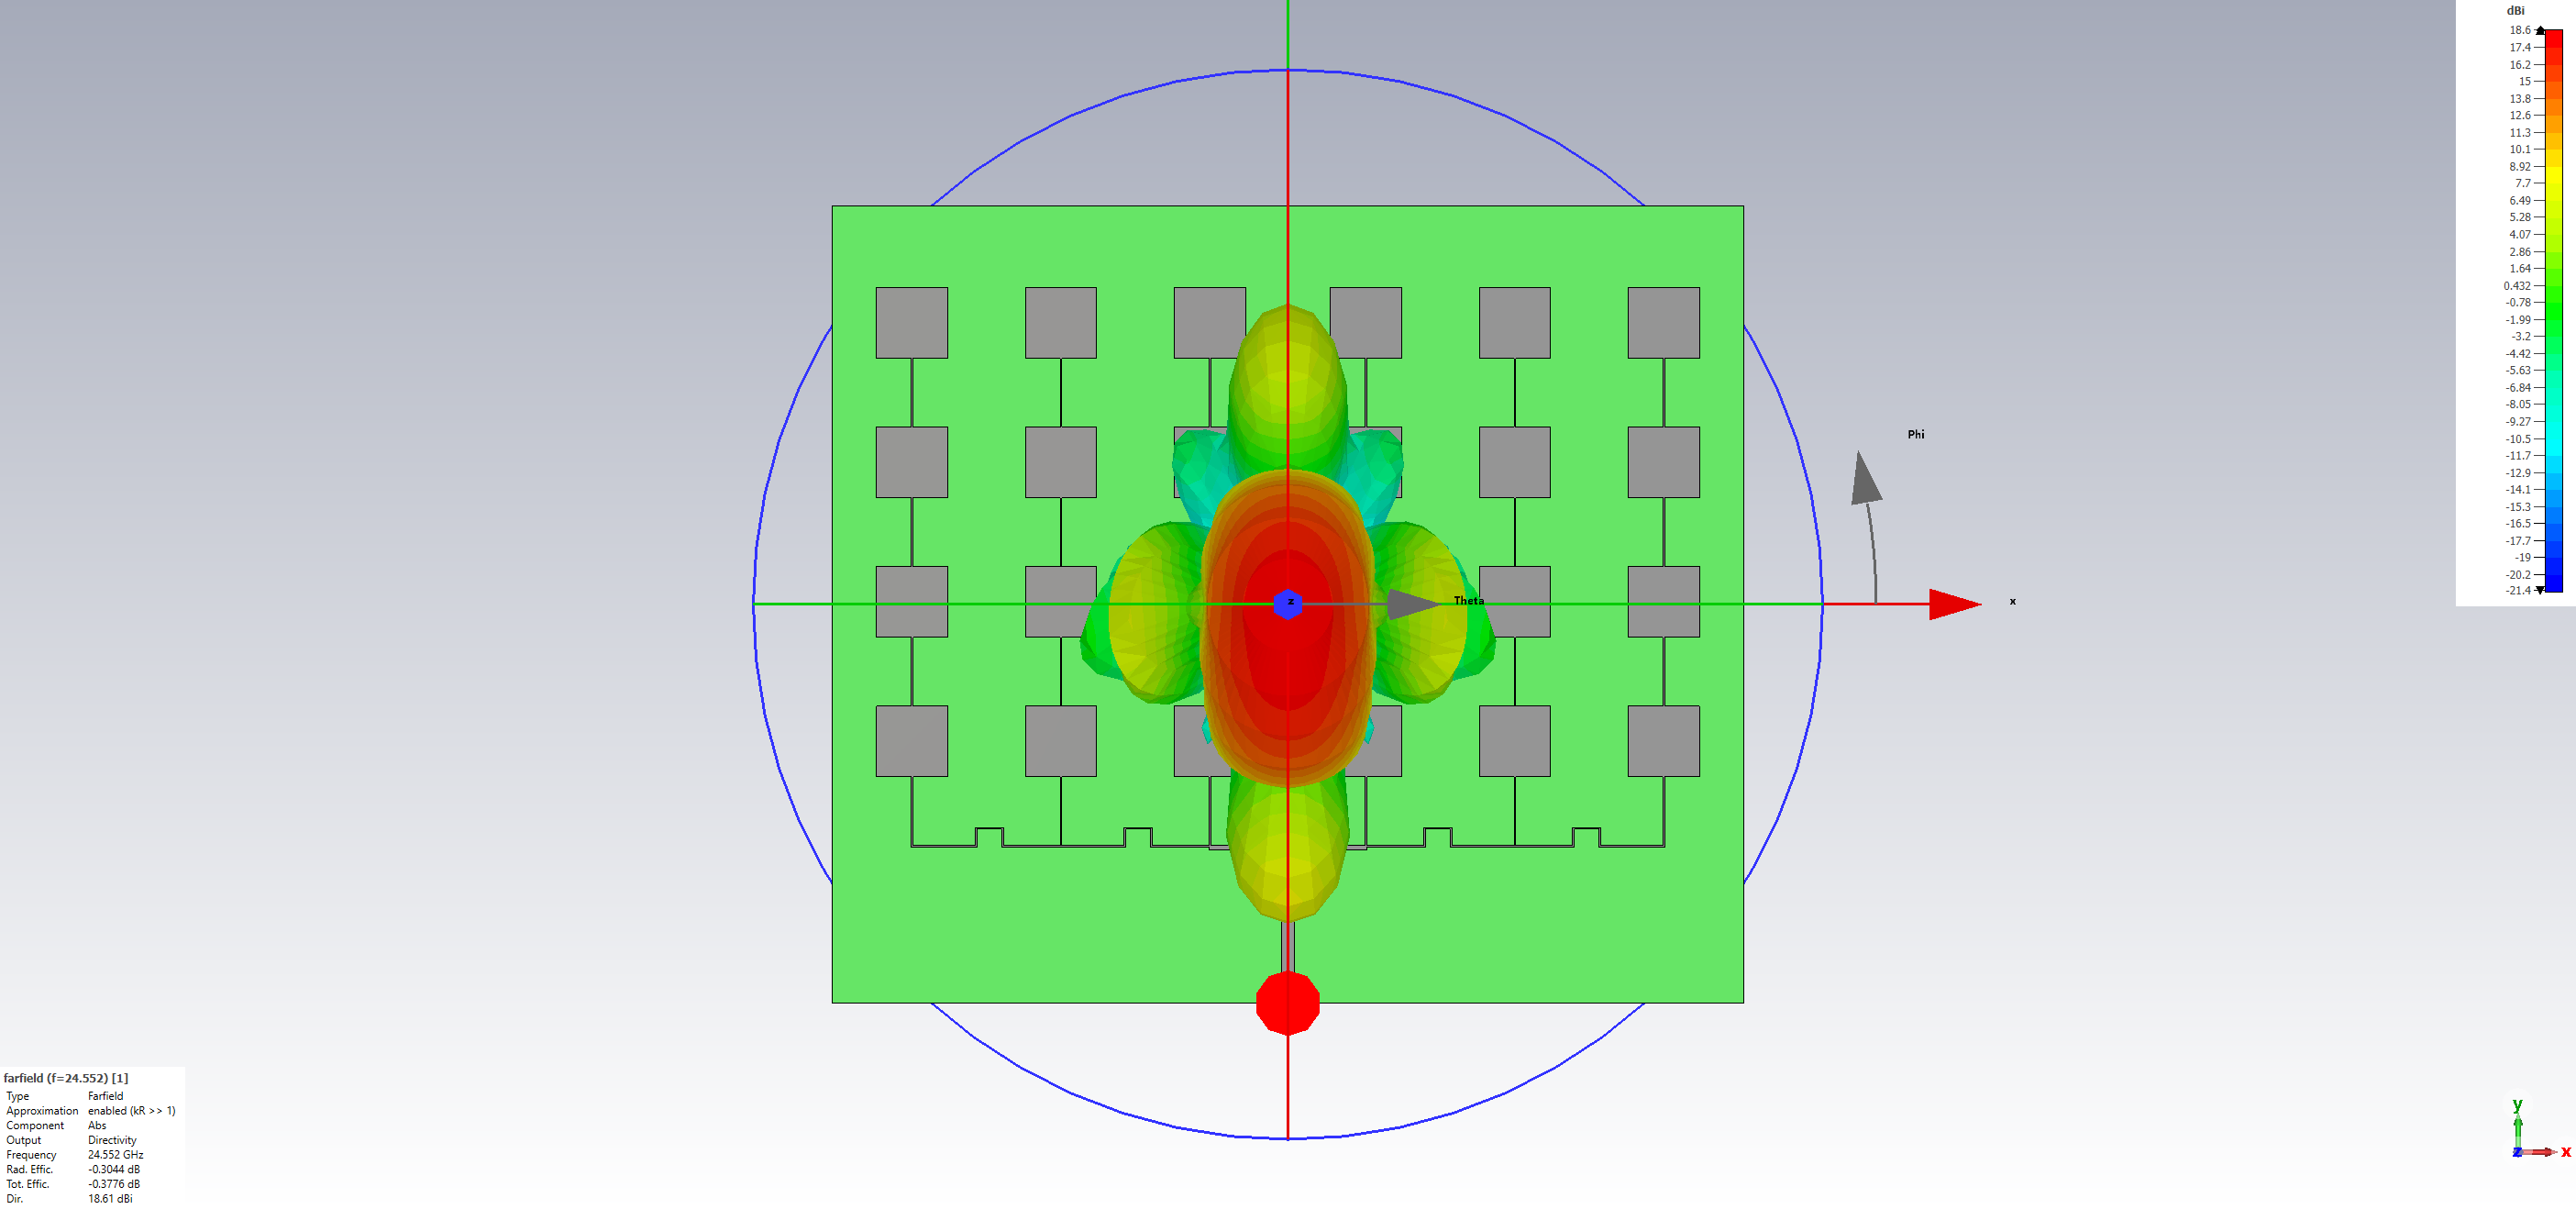 dBi
18.6
17.4
16.2
15
13.8
12.6
11.3
10.1
8.92
7.7
6.49
5.28
4.07
2.86
1.64
0.432
-0.78
-1.99
-3.2
-4.42
-5.63
-6.84
-8.05
-9.27
-10.5
-11.7
-12.9
-14.1
-15.3
-16.5
-17.7
-19
-20.2
-21.4
Phi
z
Theta
x
farfield (f=24.552) [1]
Type Farfield
Approximation enabled (kR >> 1)
Component Abs
Output Directivity
Frequency 24.552 GHz
Rad. Effic. -0.3044 dB
Tot. Effic. -0.3776 dB
Dir. 18.61 dBi
y
z x